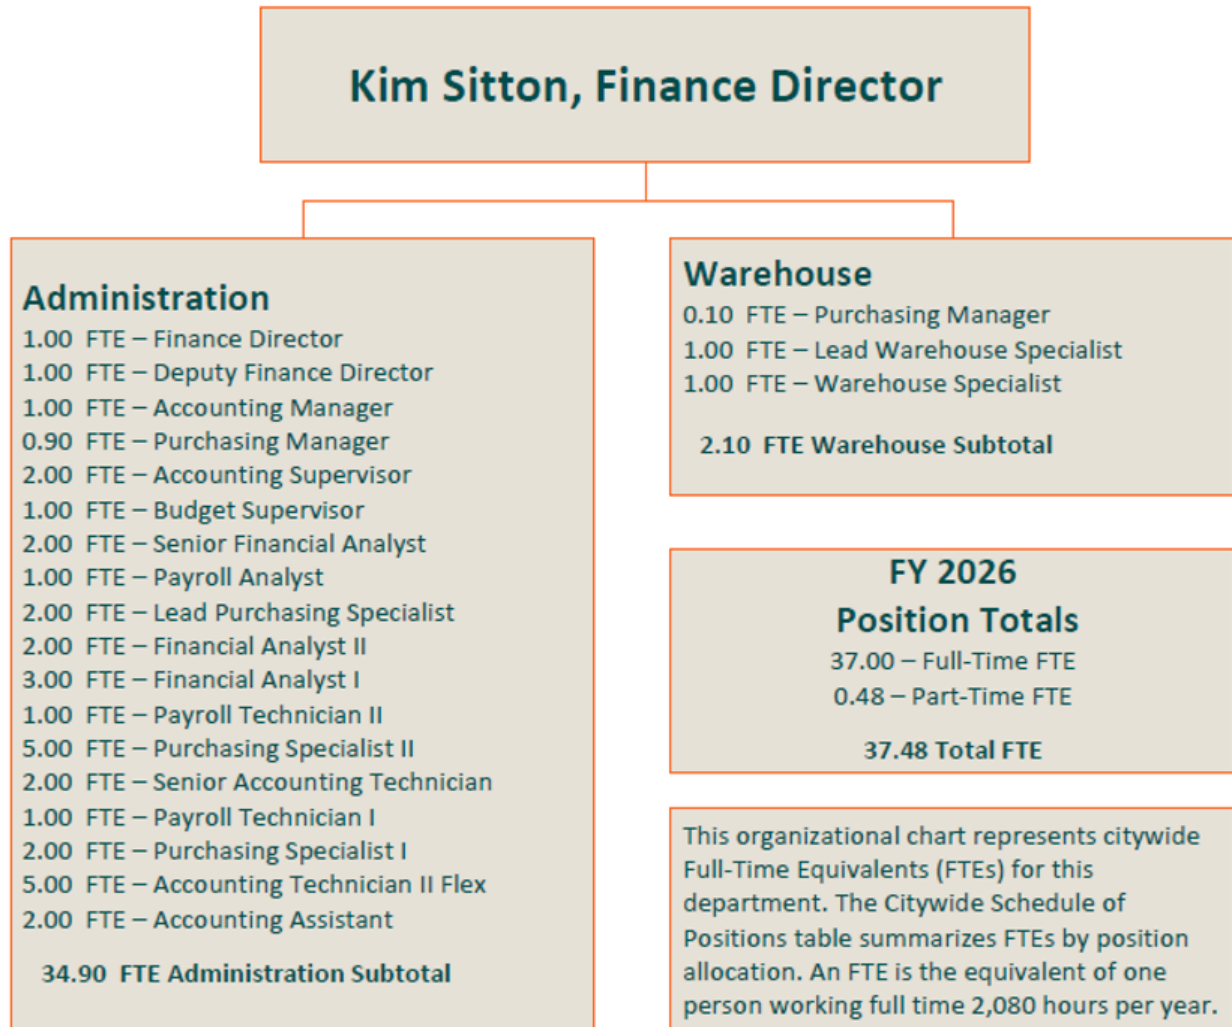 Kim Sitton, Finance Director
Administration
1.00 FTE – Finance Director
1.00 FTE – Deputy Finance Director
1.00 FTE – Accounting Manager
0.90 FTE – Purchasing Manager
2.00 FTE – Accounting Supervisor
1.00 FTE – Budget Supervisor
2.00 FTE – Senior Financial Analyst
1.00 FTE – Payroll Analyst
2.00 FTE – Lead Purchasing Specialist
2.00 FTE – Financial Analyst II
3.00 FTE – Financial Analyst I
1.00 FTE – Payroll Technician II
5.00 FTE – Purchasing Specialist II
2.00 FTE – Senior Accounting Technician
1.00 FTE – Payroll Technician I
2.00 FTE – Purchasing Specialist I
5.00 FTE – Accounting Technician II Flex
2.00 FTE – Accounting Assistant
34.90 FTE Administration Subtotal
Warehouse
0.10 FTE – Purchasing Manager
1.00 FTE – Lead Warehouse Specialist
1.00 FTE – Warehouse Specialist
2.10 FTE Warehouse Subtotal
FY 2026
Position Totals
37.00 – Full-Time FTE
0.48 – Part-Time FTE
37.48 Total FTE
This organizational chart represents citywide
Full-Time Equivalents (FTEs) for this
department. The Citywide Schedule of
Positions table summarizes FTEs by position
allocation. An FTE is the equivalent of one
person working full time 2,080 hours per year.